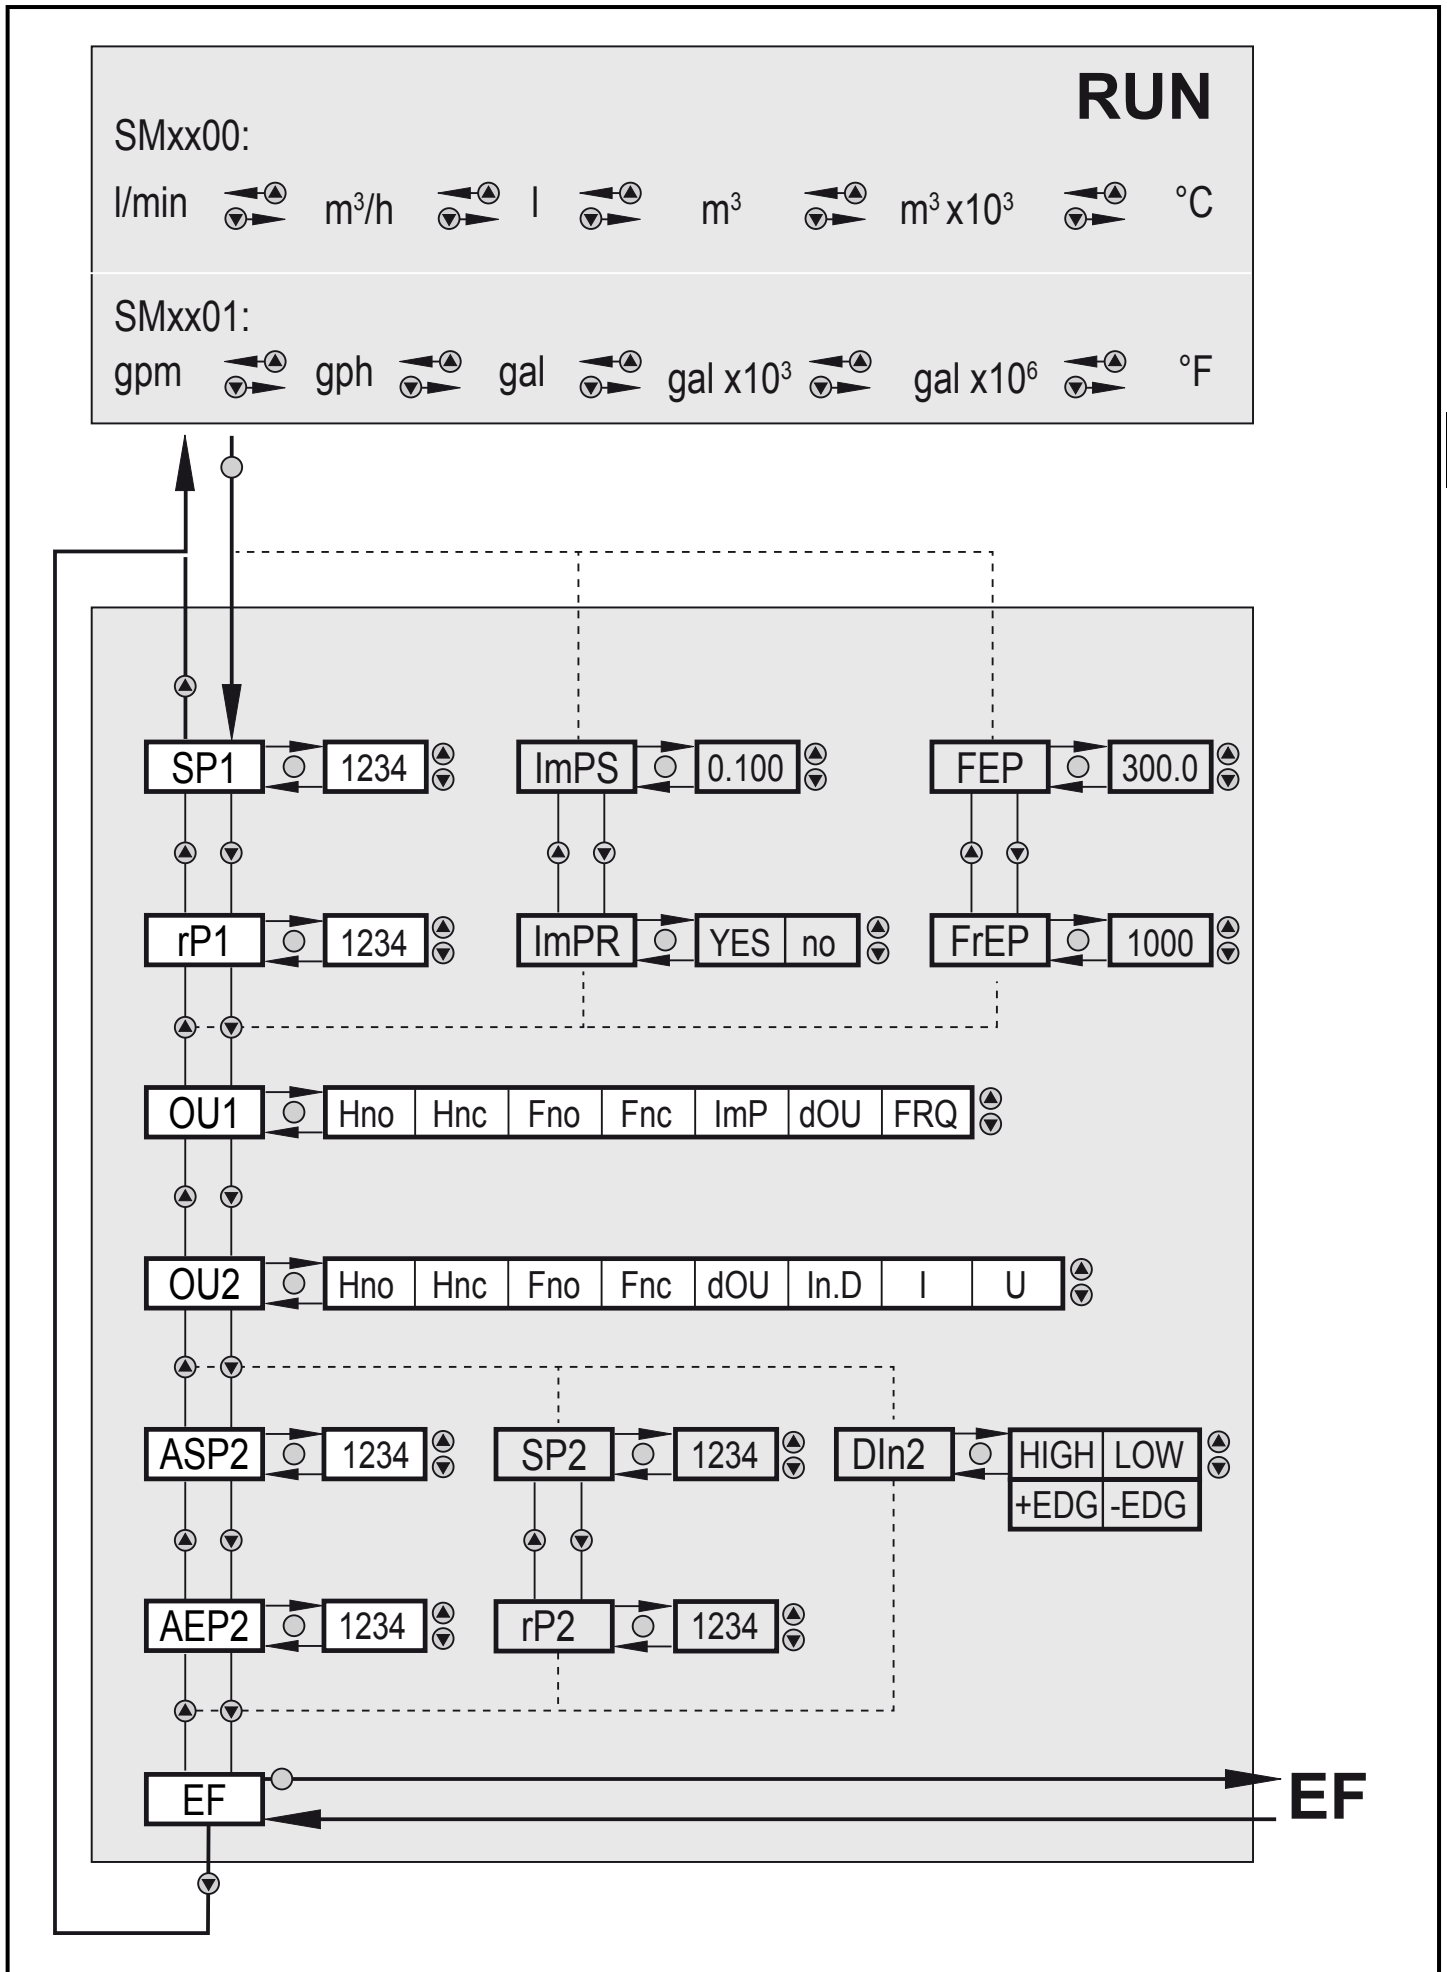 RUN
SMxx00:
l/min m³/h l m³ m³ x10³ °C
SMxx01:
gpm gph gal gal x10³ gal x10⁶ °F
SP1 1234 ImPS 0.100 FEP 300.0
rP1 1234 ImPR YES no FrEP 1000
OU1 Hno Hnc Fno Fnc ImP dOU FRQ
OU2 Hno Hnc Fno Fnc dOU In.D I U
ASP2 1234 SP2 1234 DIn2 HIGH LOW
+EDG -EDG
AEP2 1234 rP2 1234
EF EF